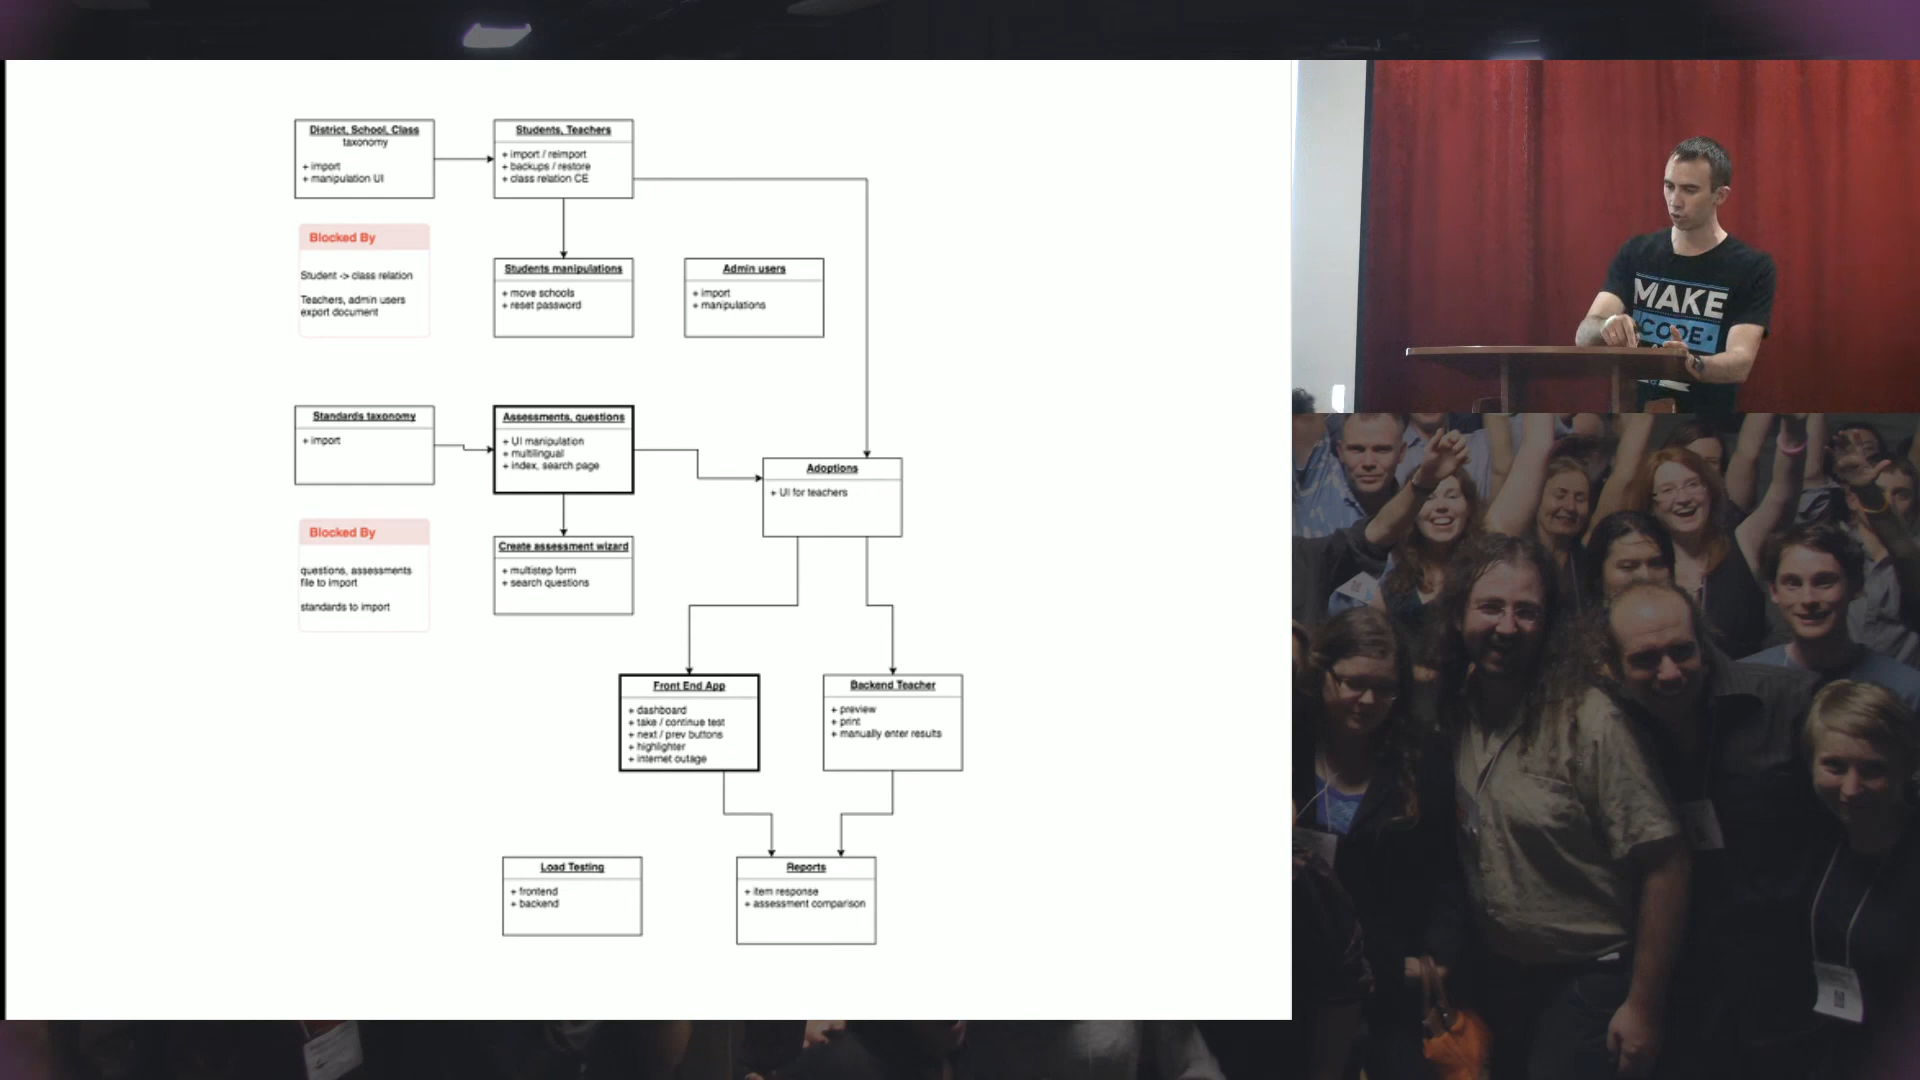 District, School, Class
taxonomy
+ import
+ manipulation UI
Students, Teachers
+ import / reimport
+ backups / restore
+ class relation CE
Blocked By
Student -> class relation
Teachers, admin users
export document
Students manipulations
+ move schools
+ reset password
Admin users
+ import
+ manipulations
Standards taxonomy
+ import
Assessments, questions
+ UI manipulation
+ multilingual
+ index, search page
Adoptions
+ UI for teachers
Blocked By
questions, assessments
file to import
standards to import
Create assessment wizard
+ multistep form
+ search questions
Front End App
+ dashboard
+ take / continue test
+ next / prev buttons
+ highlighter
+ internet outage
Backend Teacher
+ preview
+ print
+ manually enter results
Load Testing
+ frontend
+ backend
Reports
+ item response
+ assessment comparison
MAKE
CODE